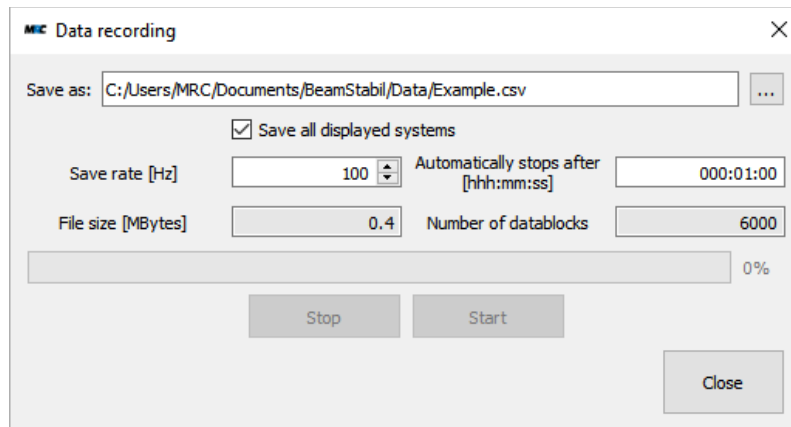 MRC Data recording
Save as: C:/Users/MRC/Documents/BeamStabil/Data/Example.csv ...
Save all displayed systems
Save rate [Hz] 100 Automatically stops after
[hhh:mm:ss] 000:01:00
File size [MBytes] 0.4 Number of datablocks 6000
0%
Stop Start
Close